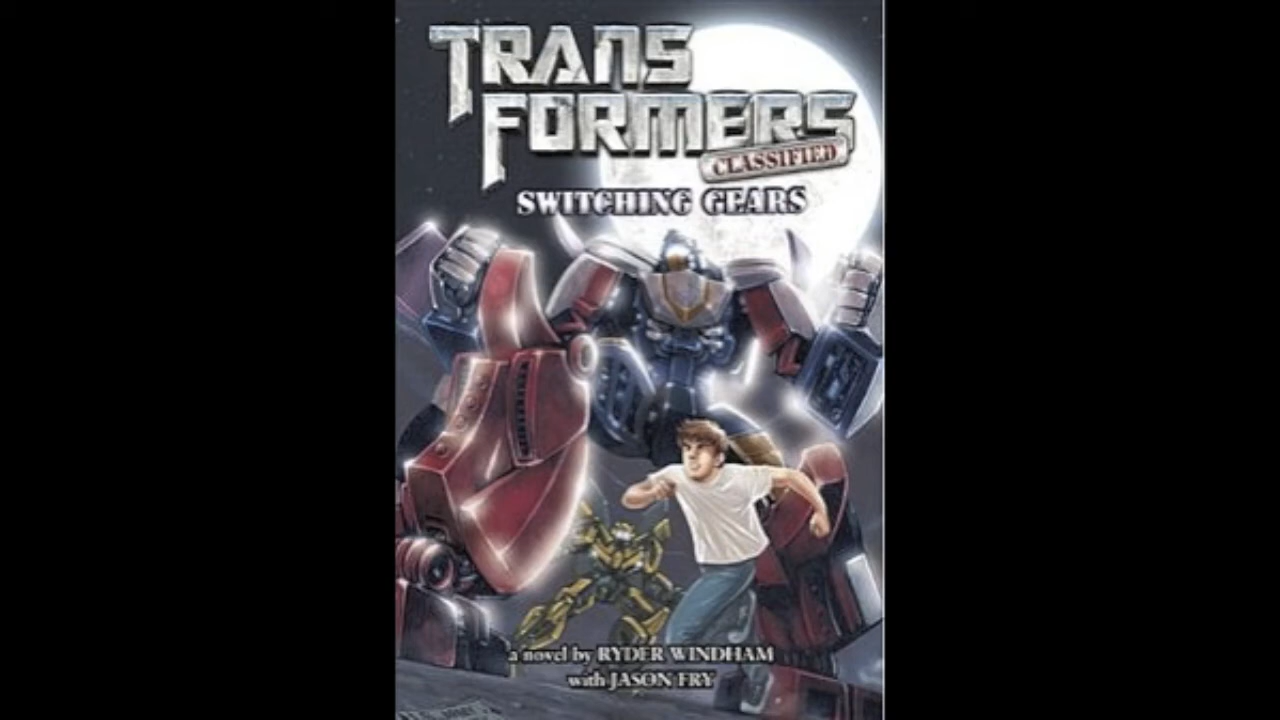 TRANS
FORMERS
CLASSIFIED
SWITCHING GEARS
a novel by RYDER WINDHAM
with JASON FRY